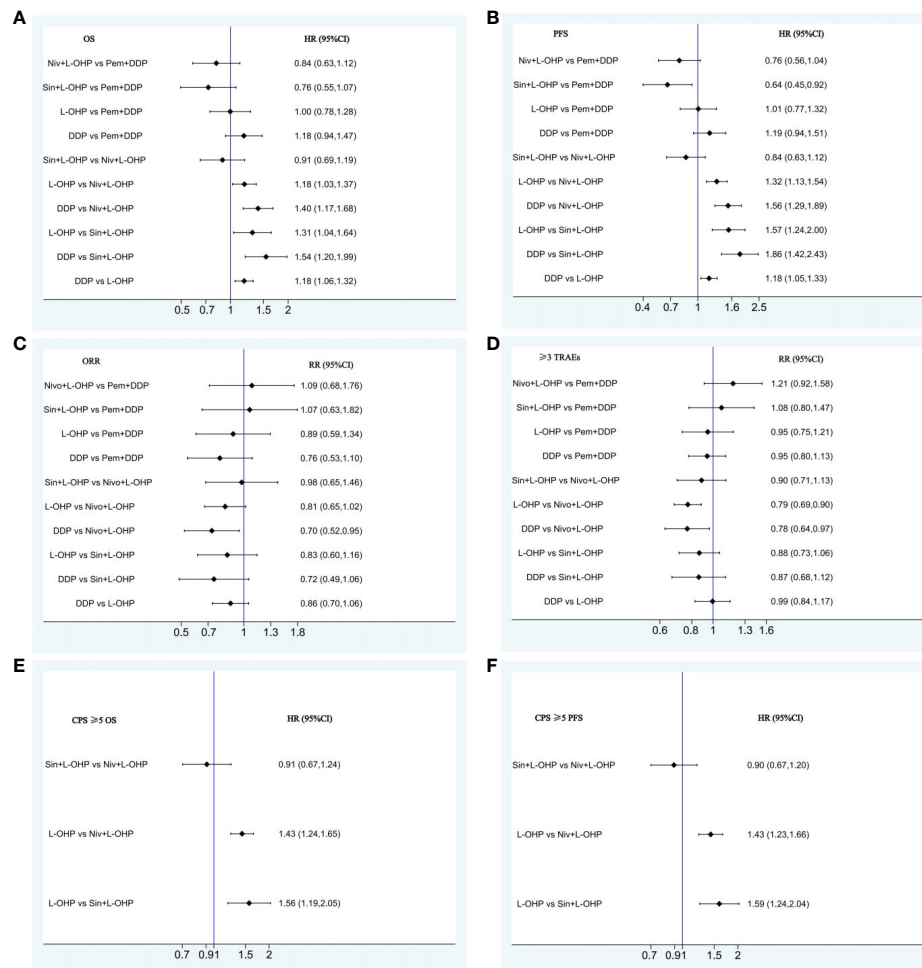 A
OS HR (95%CI)
Niv+L-OHP vs Pem+DDP 0.84 (0.63,1.12)
Sin+L-OHP vs Pem+DDP 0.76 (0.55,1.07)
L-OHP vs Pem+DDP 1.00 (0.78,1.28)
DDP vs Pem+DDP 1.18 (0.94,1.47)
Sin+L-OHP vs Niv+L-OHP 0.91 (0.69,1.19)
L-OHP vs Niv+L-OHP 1.18 (1.03,1.37)
DDP vs Niv+L-OHP 1.40 (1.17,1.68)
L-OHP vs Sin+L-OHP 1.31 (1.04,1.64)
DDP vs Sin+L-OHP 1.54 (1.20,1.99)
DDP vs L-OHP 1.18 (1.06,1.32)
0.5 0.7 1 1.5 2
B
PFS HR (95%CI)
Niv+L-OHP vs Pem+DDP 0.76 (0.56,1.04)
Sin+L-OHP vs Pem+DDP 0.64 (0.45,0.92)
L-OHP vs Pem+DDP 1.01 (0.77,1.32)
DDP vs Pem+DDP 1.19 (0.94,1.51)
Sin+L-OHP vs Niv+L-OHP 0.84 (0.63,1.12)
L-OHP vs Niv+L-OHP 1.32 (1.13,1.54)
DDP vs Niv+L-OHP 1.56 (1.29,1.89)
L-OHP vs Sin+L-OHP 1.57 (1.24,2.00)
DDP vs Sin+L-OHP 1.86 (1.42,2.43)
DDP vs L-OHP 1.18 (1.05,1.33)
0.4 0.7 1 1.6 2.5
C
ORR RR (95%CI)
Nivo+L-OHP vs Pem+DDP 1.09 (0.68,1.76)
Sin+L-OHP vs Pem+DDP 1.07 (0.63,1.82)
L-OHP vs Pem+DDP 0.89 (0.59,1.34)
DDP vs Pem+DDP 0.76 (0.53,1.10)
Sin+L-OHP vs Nivo+L-OHP 0.98 (0.65,1.46)
L-OHP vs Nivo+L-OHP 0.81 (0.65,1.02)
DDP vs Nivo+L-OHP 0.70 (0.52,0.95)
L-OHP vs Sin+L-OHP 0.83 (0.60,1.16)
DDP vs Sin+L-OHP 0.72 (0.49,1.06)
DDP vs L-OHP 0.86 (0.70,1.06)
0.5 0.7 1 1.3 1.8
D
≥3 TRAEs RR (95%CI)
Nivo+L-OHP vs Pem+DDP 1.21 (0.92,1.58)
Sin+L-OHP vs Pem+DDP 1.08 (0.80,1.47)
L-OHP vs Pem+DDP 0.95 (0.75,1.21)
DDP vs Pem+DDP 0.95 (0.80,1.13)
Sin+L-OHP vs Nivo+L-OHP 0.90 (0.71,1.13)
L-OHP vs Nivo+L-OHP 0.79 (0.69,0.90)
DDP vs Nivo+L-OHP 0.78 (0.64,0.97)
L-OHP vs Sin+L-OHP 0.88 (0.73,1.06)
DDP vs Sin+L-OHP 0.87 (0.68,1.12)
DDP vs L-OHP 0.99 (0.84,1.17)
0.6 0.8 1 1.3 1.6
E
CPS ≥5 OS HR (95%CI)
Sin+L-OHP vs Niv+L-OHP 0.91 (0.67,1.24)
L-OHP vs Niv+L-OHP 1.43 (1.24,1.65)
L-OHP vs Sin+L-OHP 1.56 (1.19,2.05)
0.7 0.91 1.5 2
F
CPS ≥5 PFS HR (95%CI)
Sin+L-OHP vs Niv+L-OHP 0.90 (0.67,1.20)
L-OHP vs Niv+L-OHP 1.43 (1.23,1.66)
L-OHP vs Sin+L-OHP 1.59 (1.24,2.04)
0.7 0.91 1.5 2